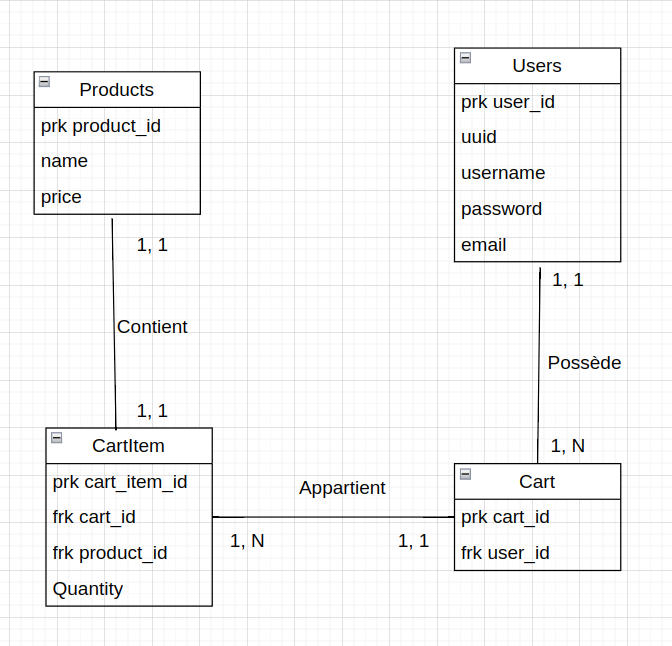 Products
prk product_id
name
price
Users
prk user_id
uuid
username
password
email
1, 1
Contient
1, 1
1, 1
Possède
1, N
CartItem
prk cart_item_id
frk cart_id
frk product_id
Quantity
Appartient
1, N
1, 1
Cart
prk cart_id
frk user_id